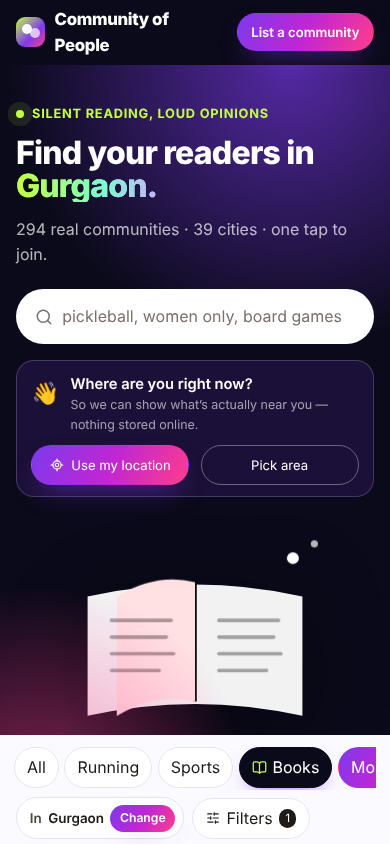 Community of
People
List a community
SILENT READING, LOUD OPINIONS
Find your readers in
Gurgaon.
294 real communities · 39 cities · one tap to
join.
pickleball, women only, board games
👋 Where are you right now?
So we can show what's actually near you —
nothing stored online.
Use my location
Pick area
All Running Sports Books Mo
In Gurgaon Change Filters 1